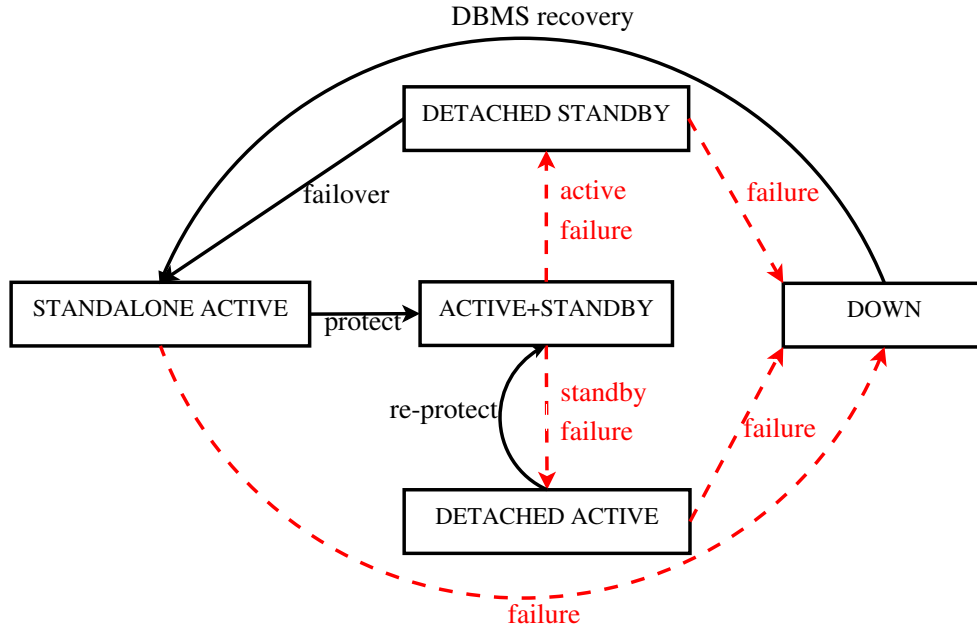 DBMS recovery
DETACHED STANDBY
failover
active
failure
failure
STANDALONE ACTIVE
protect
ACTIVE+STANDBY
DOWN
re-protect
standby
failure
failure
DETACHED ACTIVE
failure